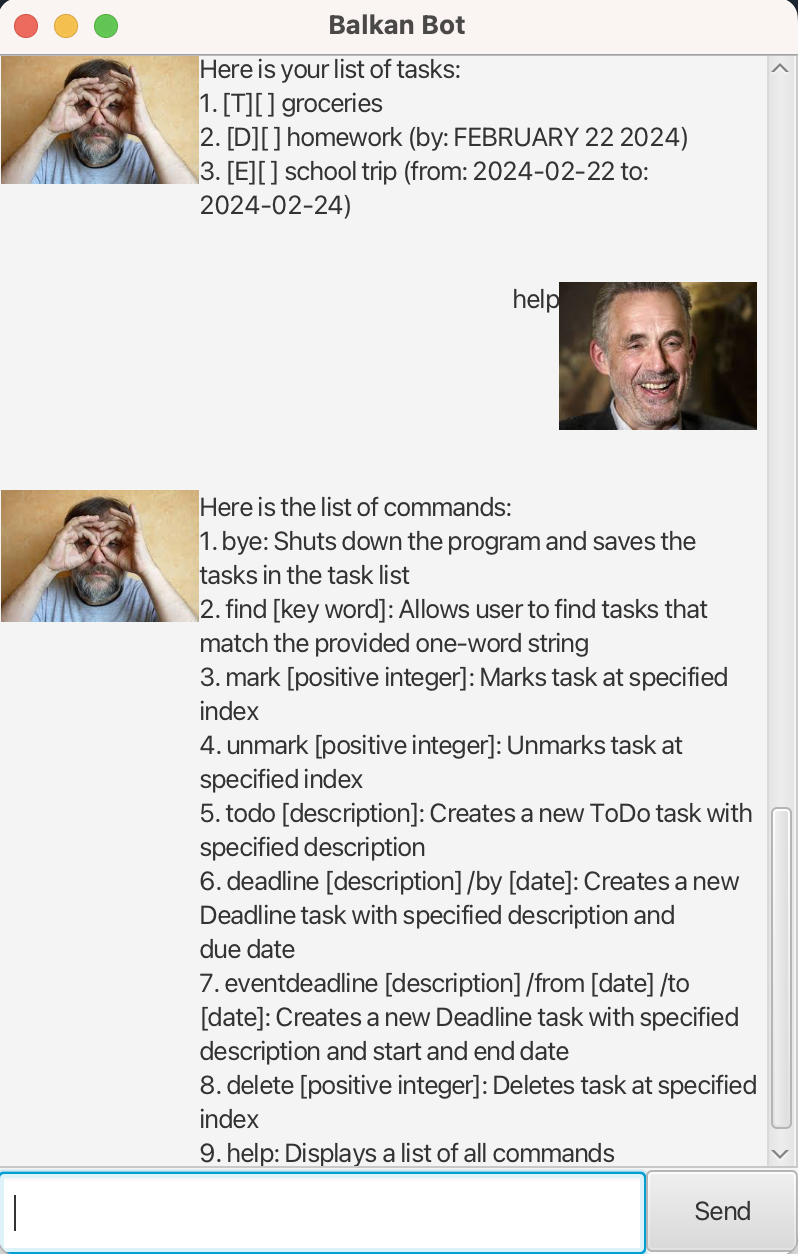 Balkan Bot
Here is your list of tasks:
1. [T][ ] groceries
2. [D][ ] homework (by: FEBRUARY 22 2024)
3. [E][ ] school trip (from: 2024-02-22 to:
2024-02-24)
help
Here is the list of commands:
1. bye: Shuts down the program and saves the
tasks in the task list
2. find [key word]: Allows user to find tasks that
match the provided one-word string
3. mark [positive integer]: Marks task at specified
index
4. unmark [positive integer]: Unmarks task at
specified index
5. todo [description]: Creates a new ToDo task with
specified description
6. deadline [description] /by [date]: Creates a new
Deadline task with specified description and
due date
7. eventdeadline [description] /from [date] /to
[date]: Creates a new Deadline task with specified
description and start and end date
8. delete [positive integer]: Deletes task at specified
index
9. help: Displays a list of all commands
Send